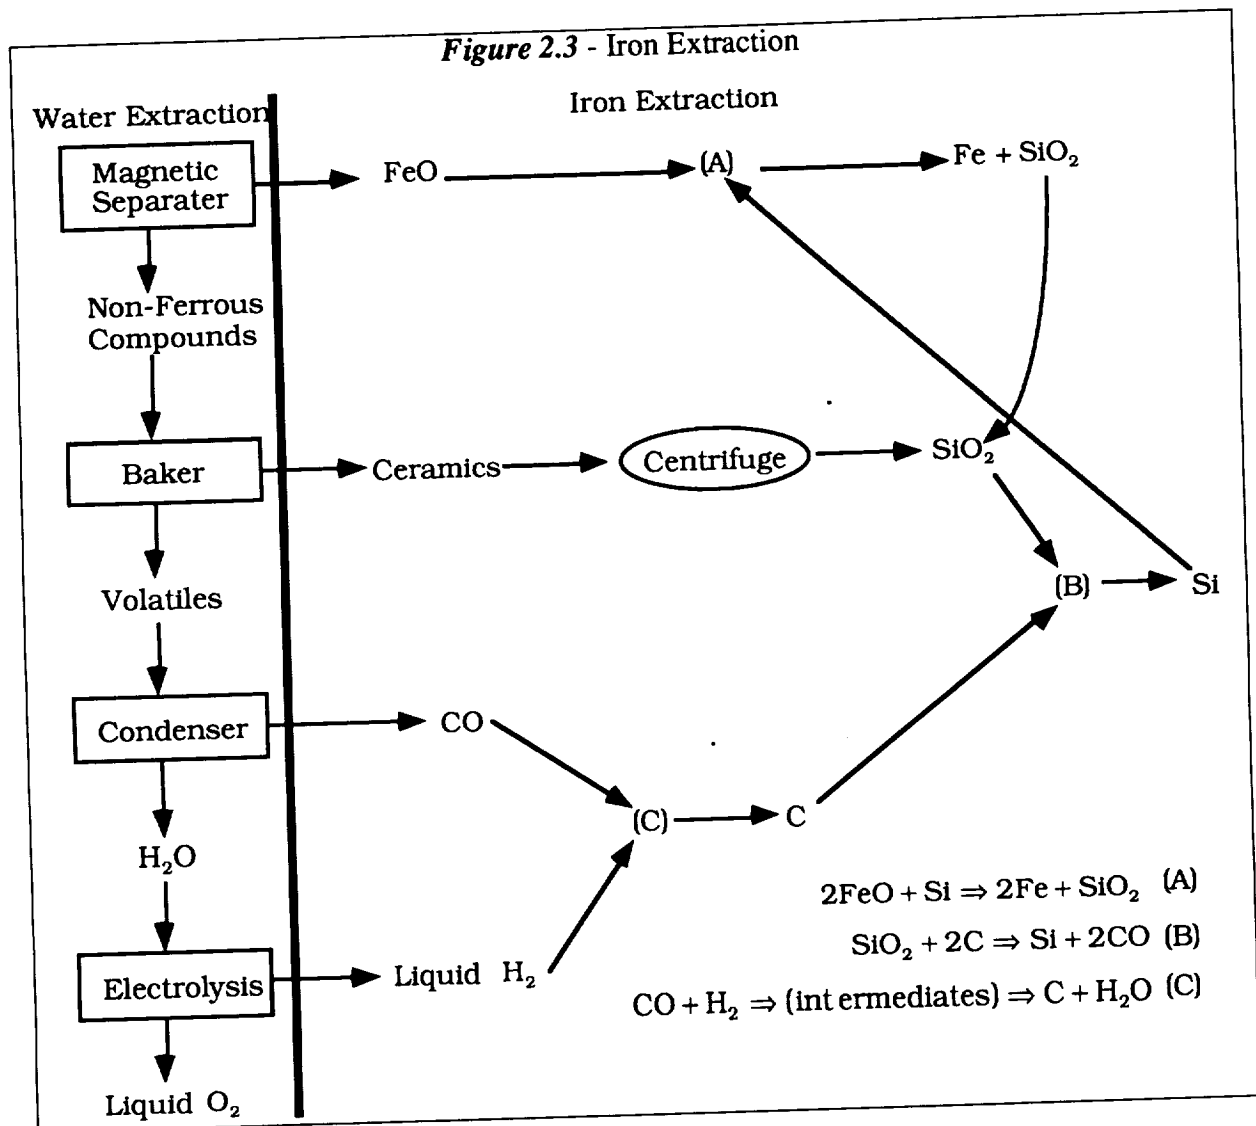 Figure 2.3 - Iron Extraction
Water Extraction
Iron Extraction
Magnetic
Separater
FeO
(A)
Fe + SiO₂
Non-Ferrous
Compounds
Baker
Ceramics
Centrifuge
SiO₂
Volatiles
(B)
Si
Condenser
CO
(C)
C
H₂O
2FeO + Si ⇒ 2Fe + SiO₂ (A)
SiO₂ + 2C ⇒ Si + 2CO (B)
Electrolysis
Liquid H₂
CO + H₂ ⇒ (intermediates) ⇒ C + H₂O (C)
Liquid O₂